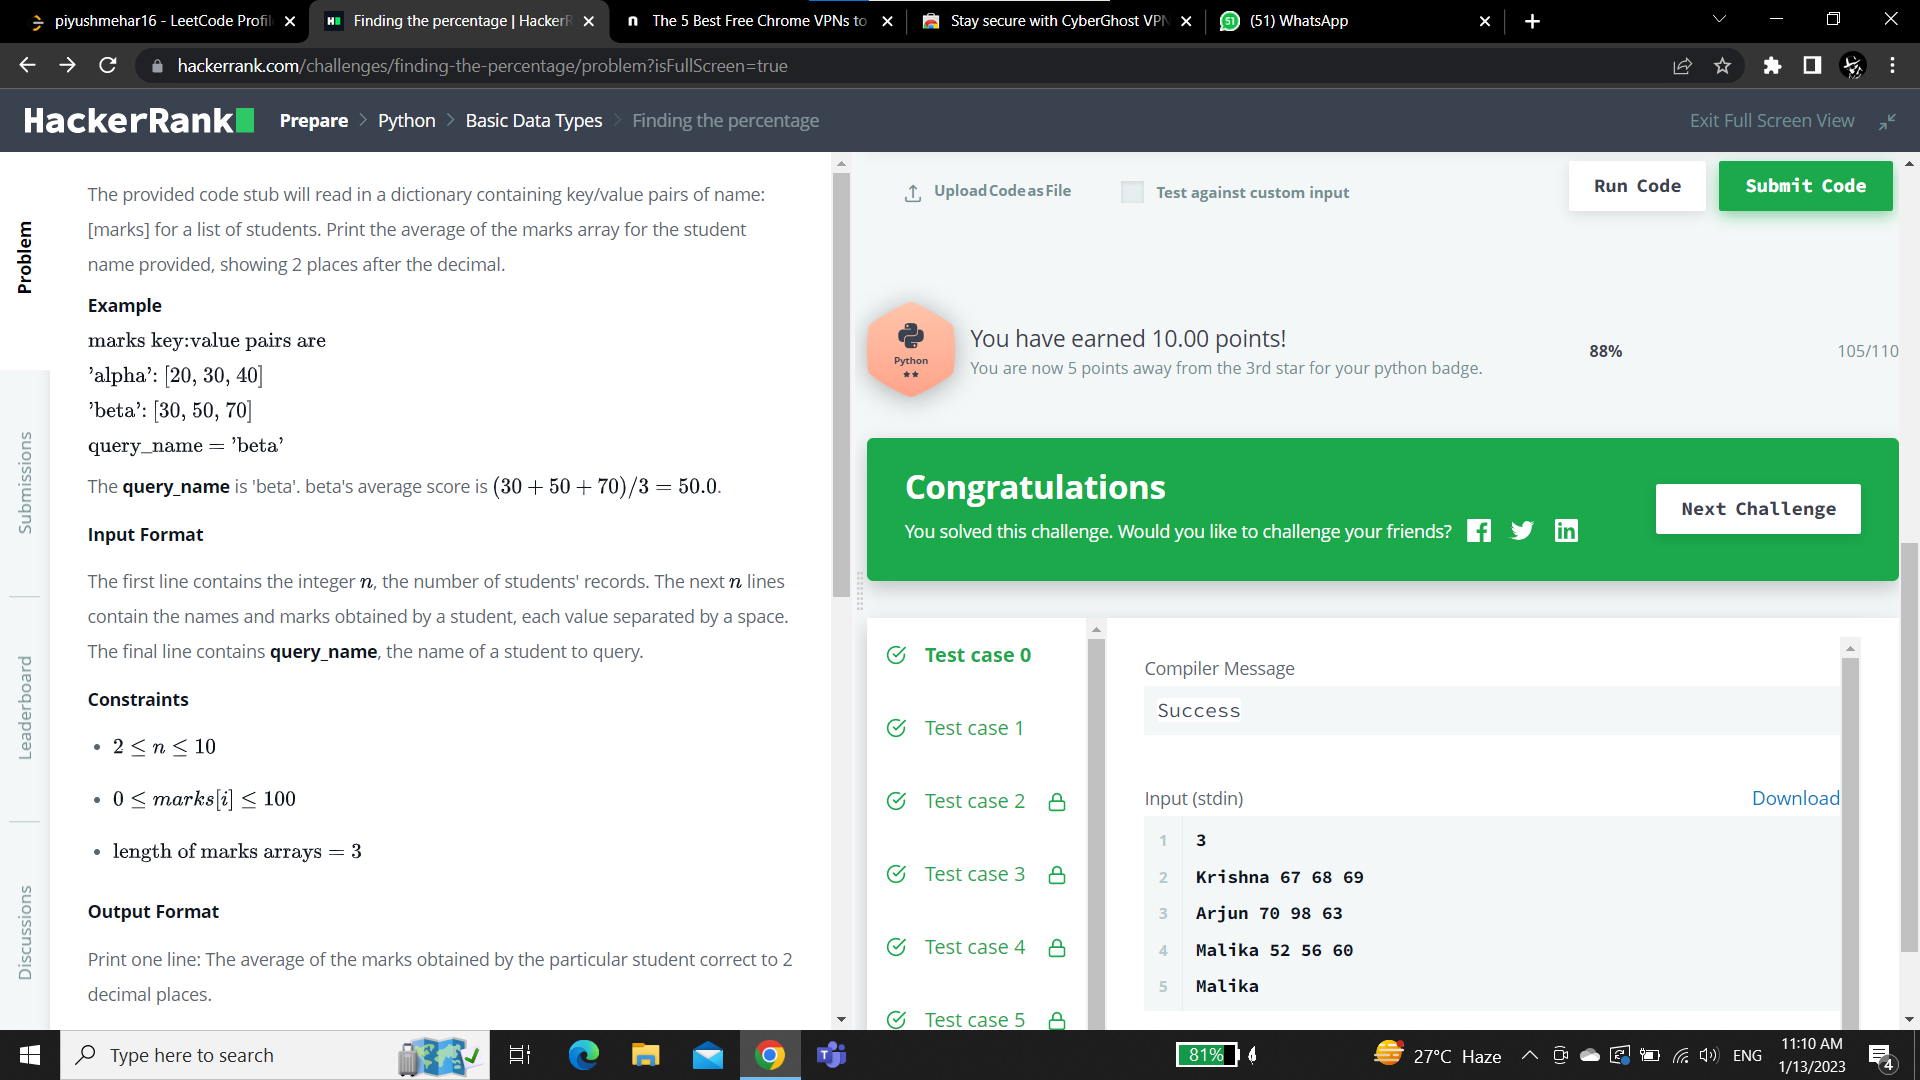 piyushmehar16 - LeetCode Profil
Finding the percentage | HackerR
The 5 Best Free Chrome VPNs to
Stay secure with CyberGhost VPN
(51) WhatsApp
hackerrank.com/challenges/finding-the-percentage/problem?isFullScreen=true
HackerRank
Prepare > Python > Basic Data Types > Finding the percentage
Exit Full Screen View
Problem
Submissions
Leaderboard
Discussions
The provided code stub will read in a dictionary containing key/value pairs of name:
[marks] for a list of students. Print the average of the marks array for the student
name provided, showing 2 places after the decimal.
Example
marks key:value pairs are
’alpha’: [20, 30, 40]
’beta’: [30, 50, 70]
query_name = ’beta’
The query_name is 'beta'. beta's average score is (30 + 50 + 70)/3 = 50.0.
Input Format
The first line contains the integer n, the number of students' records. The next n lines
contain the names and marks obtained by a student, each value separated by a space.
The final line contains query_name, the name of a student to query.
Constraints
• 2 ≤ n ≤ 10
• 0 ≤ marks[i] ≤ 100
• length of marks arrays = 3
Output Format
Print one line: The average of the marks obtained by the particular student correct to 2
decimal places.
Upload Code as File
Test against custom input
Run Code
Submit Code
Python
You have earned 10.00 points!
You are now 5 points away from the 3rd star for your python badge.
88%
105/110
Congratulations
You solved this challenge. Would you like to challenge your friends?
Next Challenge
Test case 0
Test case 1
Test case 2
Test case 3
Test case 4
Test case 5
Compiler Message
Success
Input (stdin)
Download
1 3
2 Krishna 67 68 69
3 Arjun 70 98 63
4 Malika 52 56 60
5 Malika
Type here to search
81%
27°C Haze
ENG
11:10 AM
1/13/2023
4